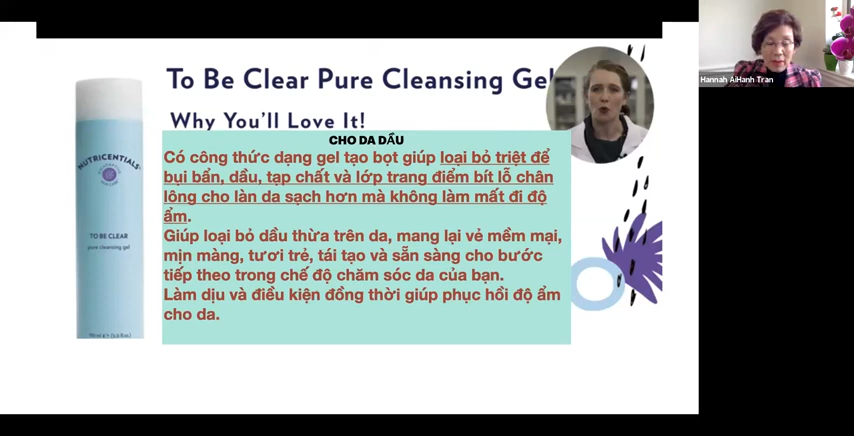 To Be Clear Pure Cleansing Gel
Why You'll Love It!
CHO DA DẦU
Có công thức dạng gel tạo bọt giúp loại bỏ triệt để
bụi bẩn, dầu, tạp chất và lớp trang điểm bít lỗ chân
lông cho làn da sạch hơn mà không làm mất đi độ
ẩm.
Giúp loại bỏ dầu thừa trên da, mang lại vẻ mềm mại,
mịn màng, tươi trẻ, tái tạo và sẵn sàng cho bước
tiếp theo trong chế độ chăm sóc da của bạn.
Làm dịu và điều kiện đồng thời giúp phục hồi độ ẩm
cho da.
NUTRICENTIALS
TO BE CLEAR
pure cleansing gel
Hannah AiHanh Tran